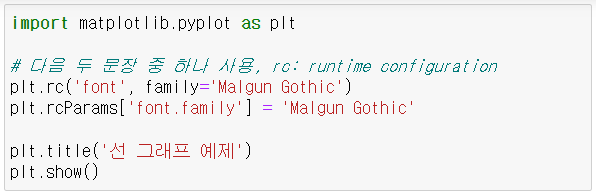 import matplotlib.pyplot as plt
# 다음 두 문장 중 하나 사용, rc: runtime configuration
plt.rc('font', family='Malgun Gothic')
plt.rcParams['font.family'] = 'Malgun Gothic'
plt.title('선 그래프 예제')
plt.show()